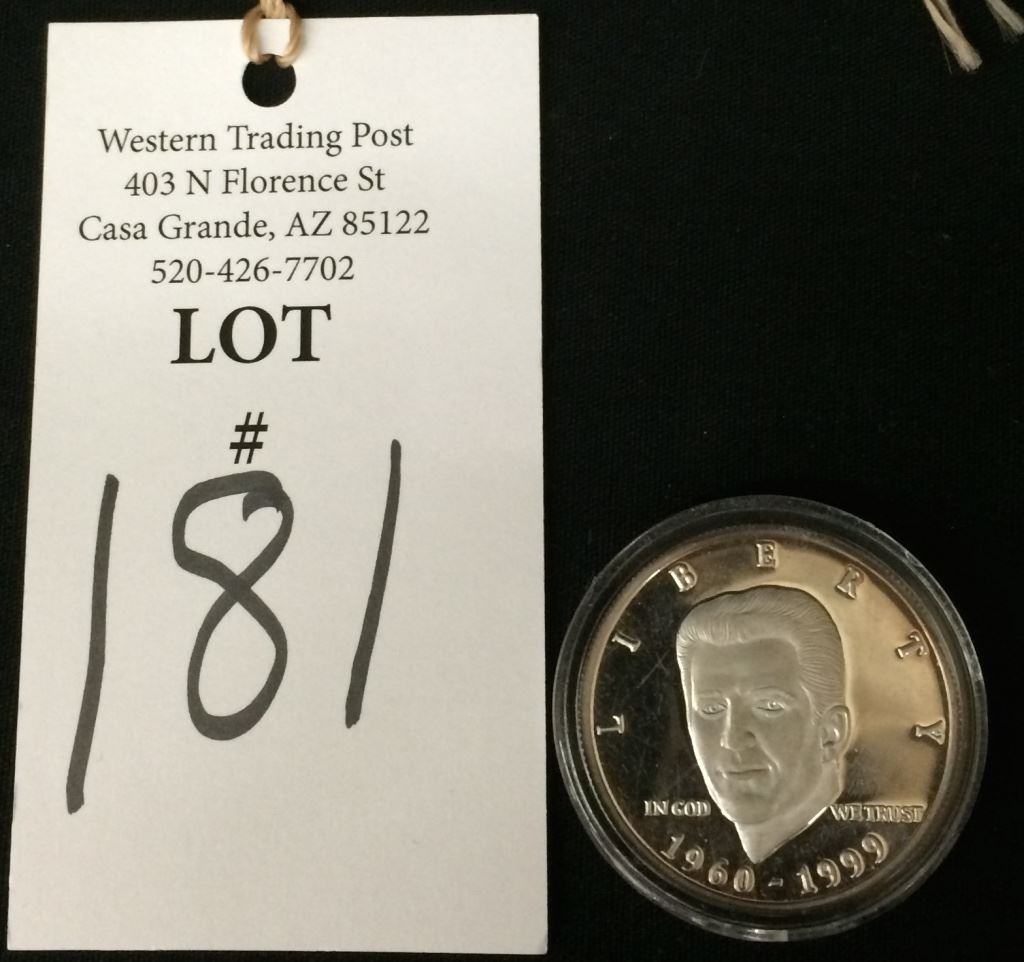 Western Trading Post
403 N Florence St
Casa Grande, AZ 85122
520-426-7702
LOT
#
181
LIBERTY
IN GOD WE TRUST
1960-1999